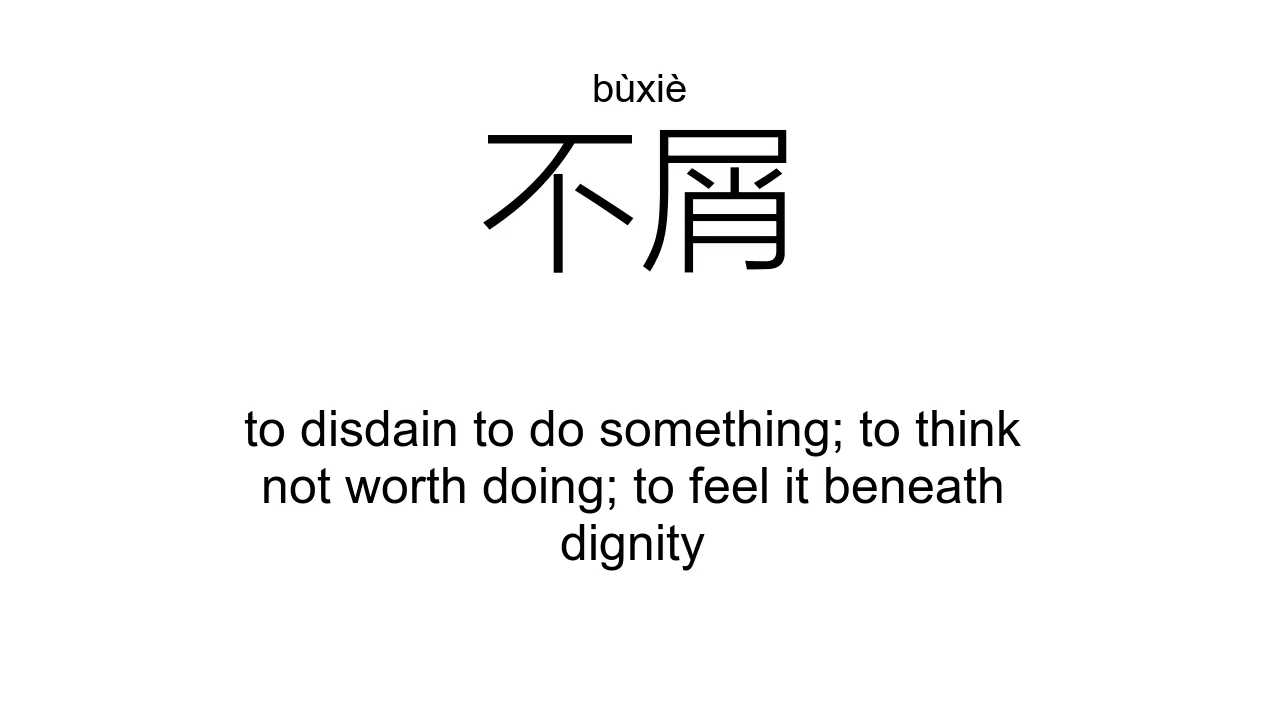 bùxiè
不屑
to disdain to do something; to think
not worth doing; to feel it beneath
dignity